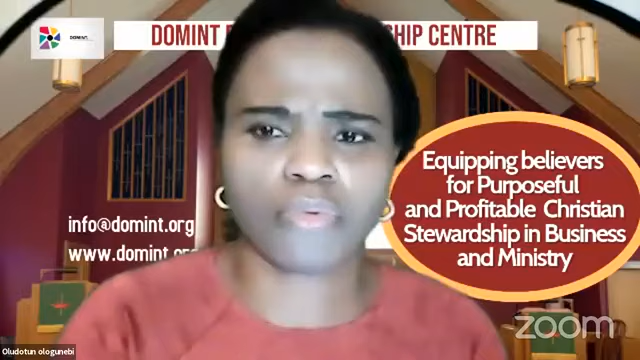 DOMINT
DOMINT
SHIP CENTRE
Equipping believers
for Purposeful
and Profitable Christian
Stewardship in Business
and Ministry
info@domint.org
www.domint.org
zoom
Oludotun ologunebi